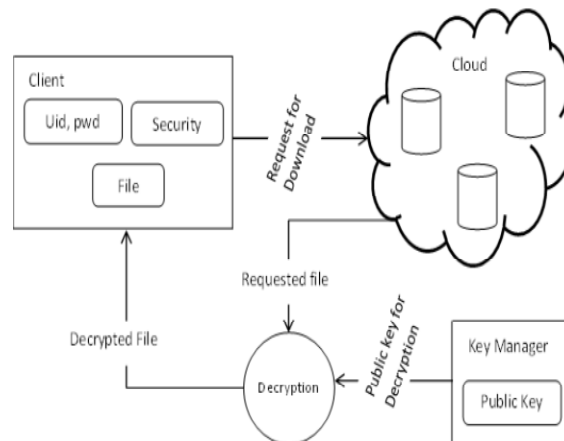 Client
Uid, pwd
Security
File
Request for
Download
Cloud
Requested file
Decrypted File
Decryption
Public key for
Decryption
Key Manager
Public Key